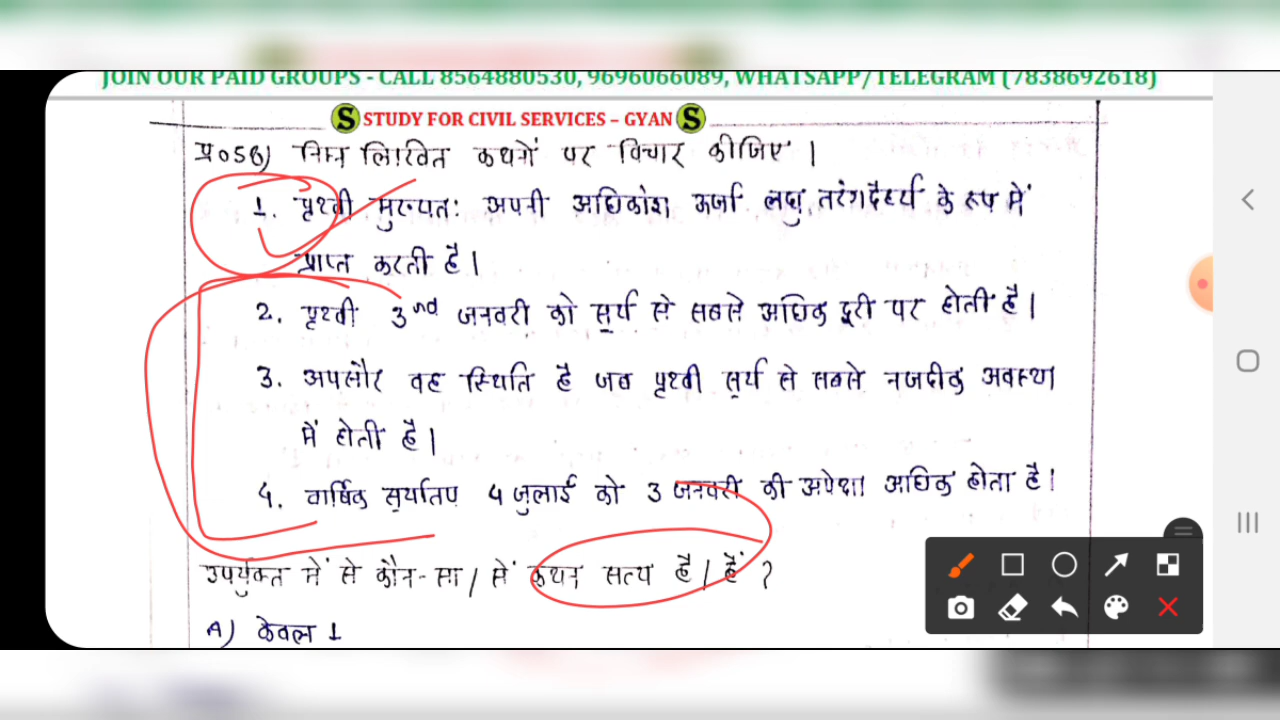 JOIN OUR PAID GROUPS - CALL 8564880530, 9696066089, WHATSAPP/TELEGRAM (7838692618)
S STUDY FOR CIVIL SERVICES – GYAN S
प्र०56) निम्न लिखित कथनों पर विचार कीजिए |
1. पृथ्वी मुख्यतः अपनी अधिकांश ऊर्जा लघु तरंगदैर्ध्य के रूप में
प्राप्त करती है |
2. पृथ्वी 3nd जनवरी को सूर्य से सबसे अधिक दूरी पर होती है |
3. अपसौर वह स्थिति है जब पृथ्वी सूर्य से सबसे नजदीक अवस्था
में होती है |
4. वार्षिक सूर्यातप 4 जुलाई को 3 जनवरी की अपेक्षा अधिक होता है |
उपर्युक्त में से कौन-सा / से कथन सत्य है / हैं ?
A) केवल 1